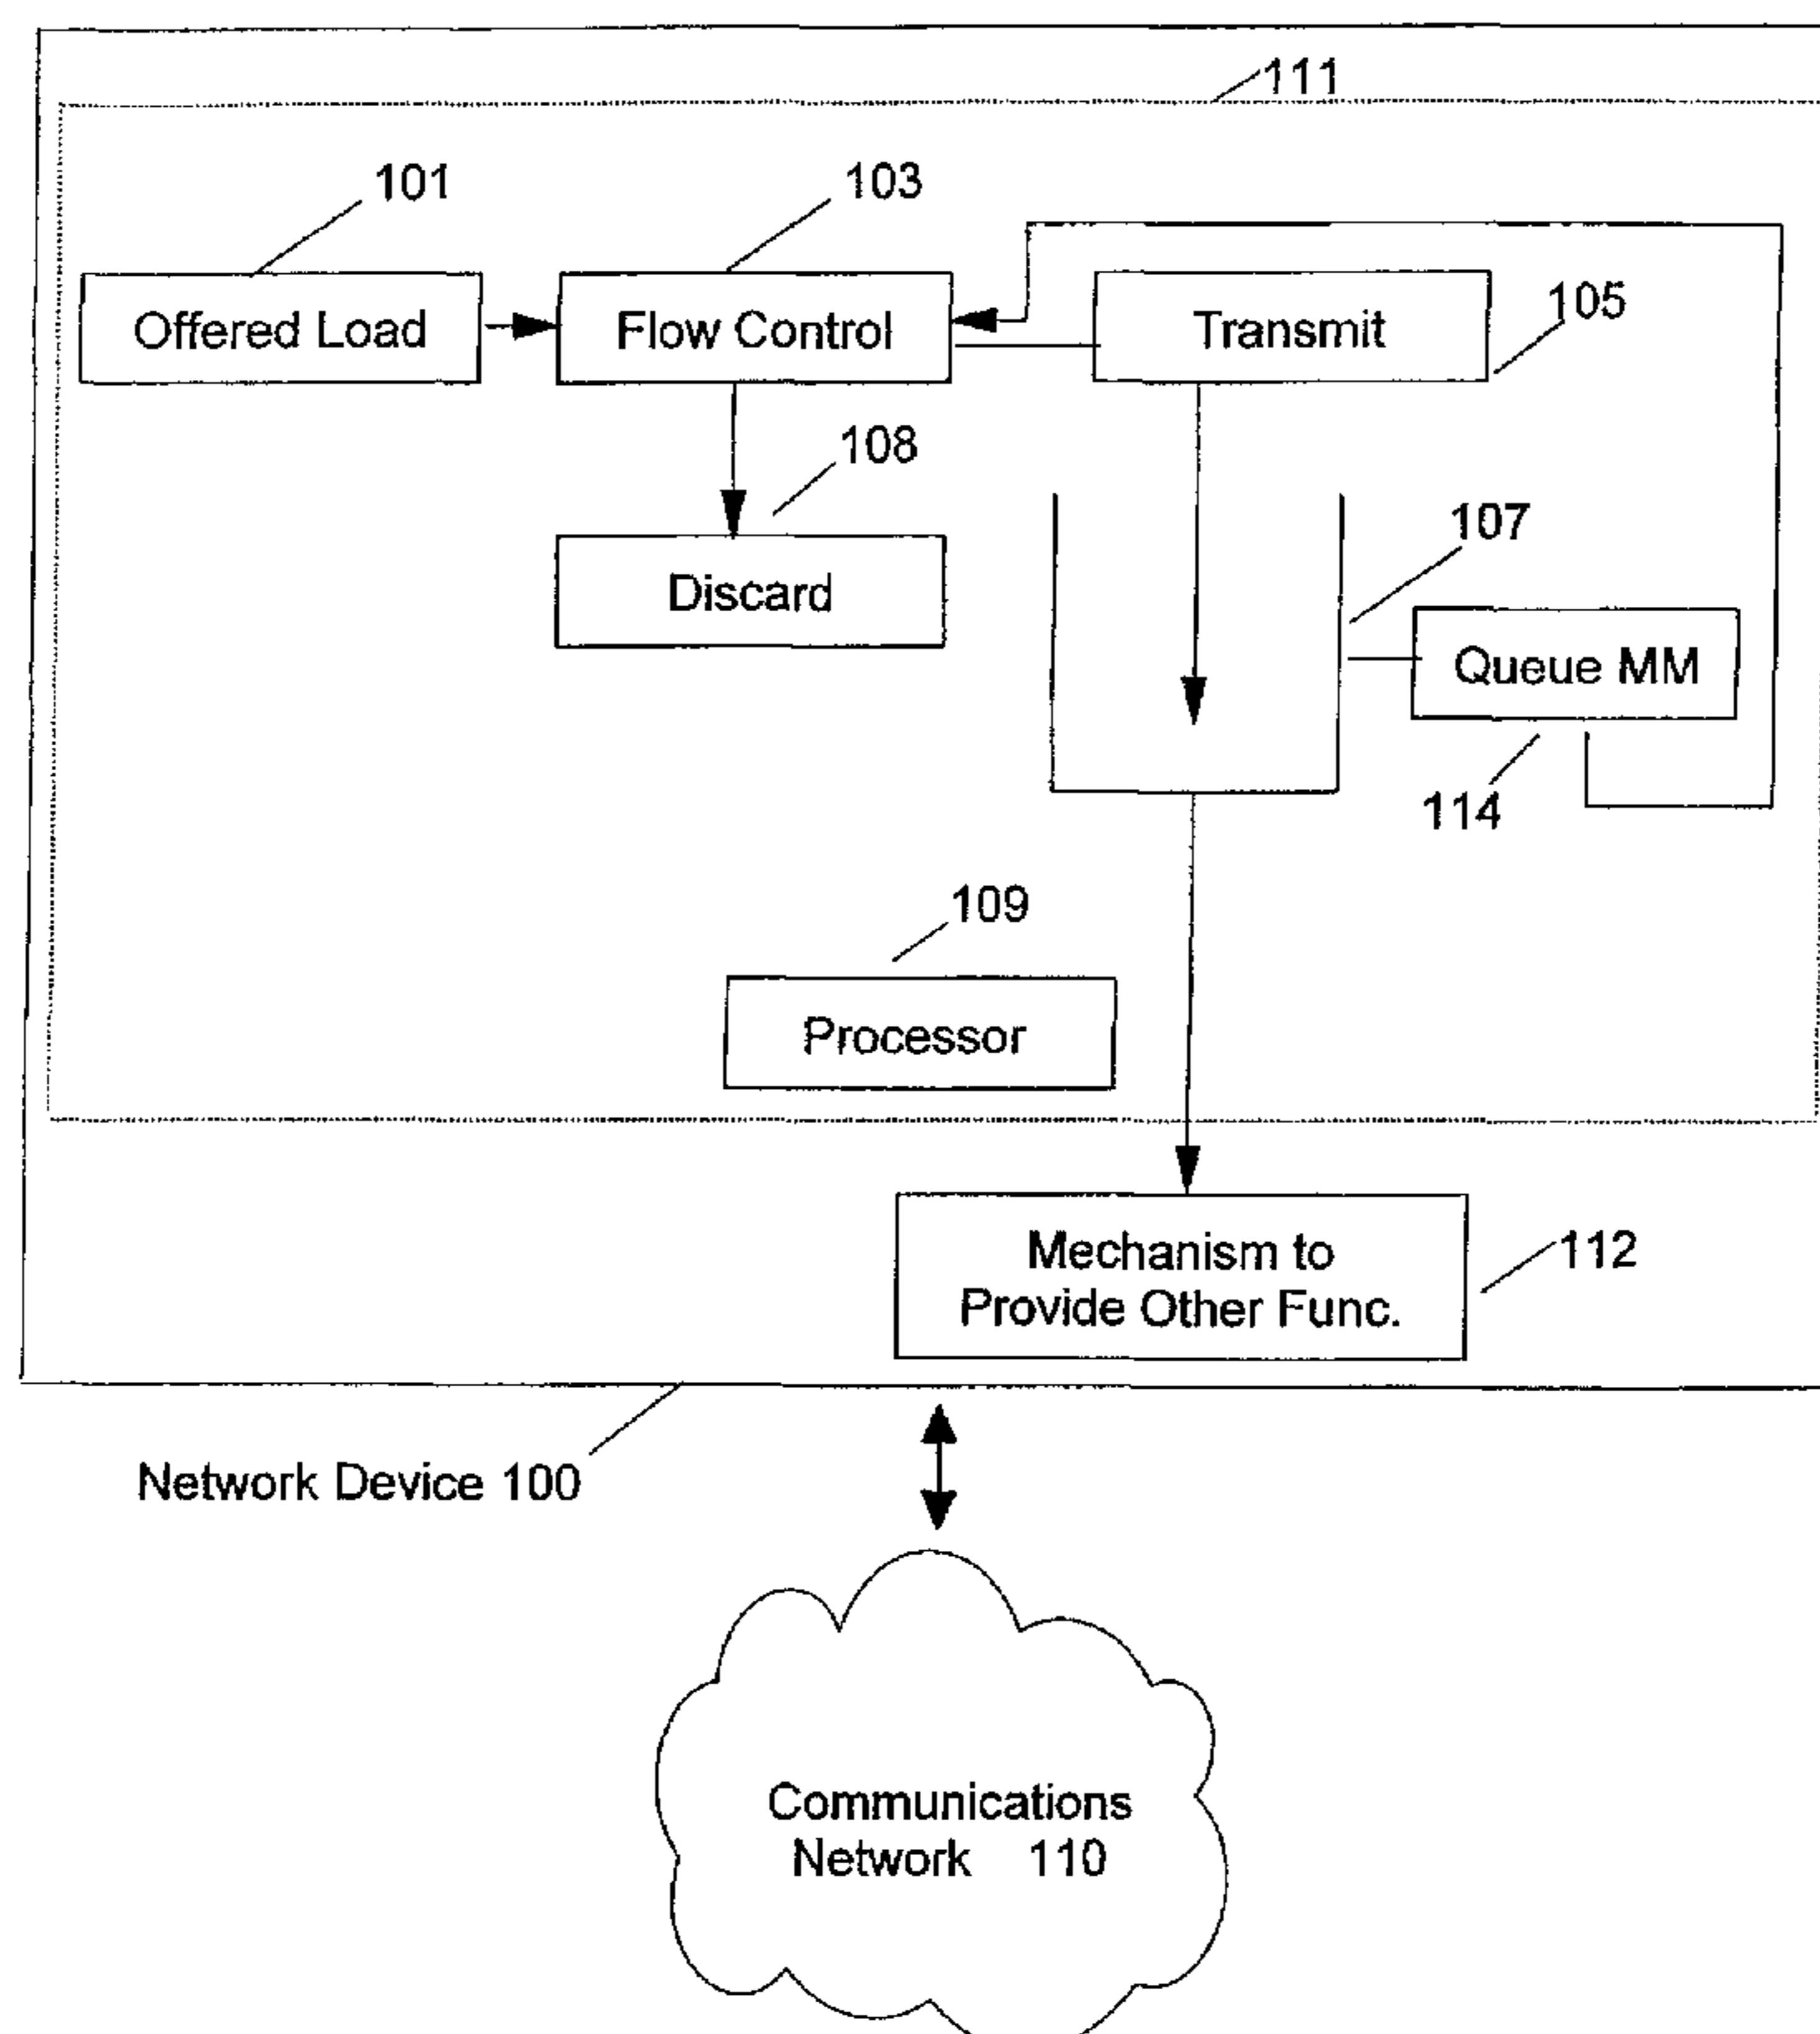 111
101
103
Offered Load
Flow Control
Transmit
105
108
Discard
107
Queue MM
114
109
Processor
Mechanism to
Provide Other Func.
112
Network Device 100
Communications
Network 110